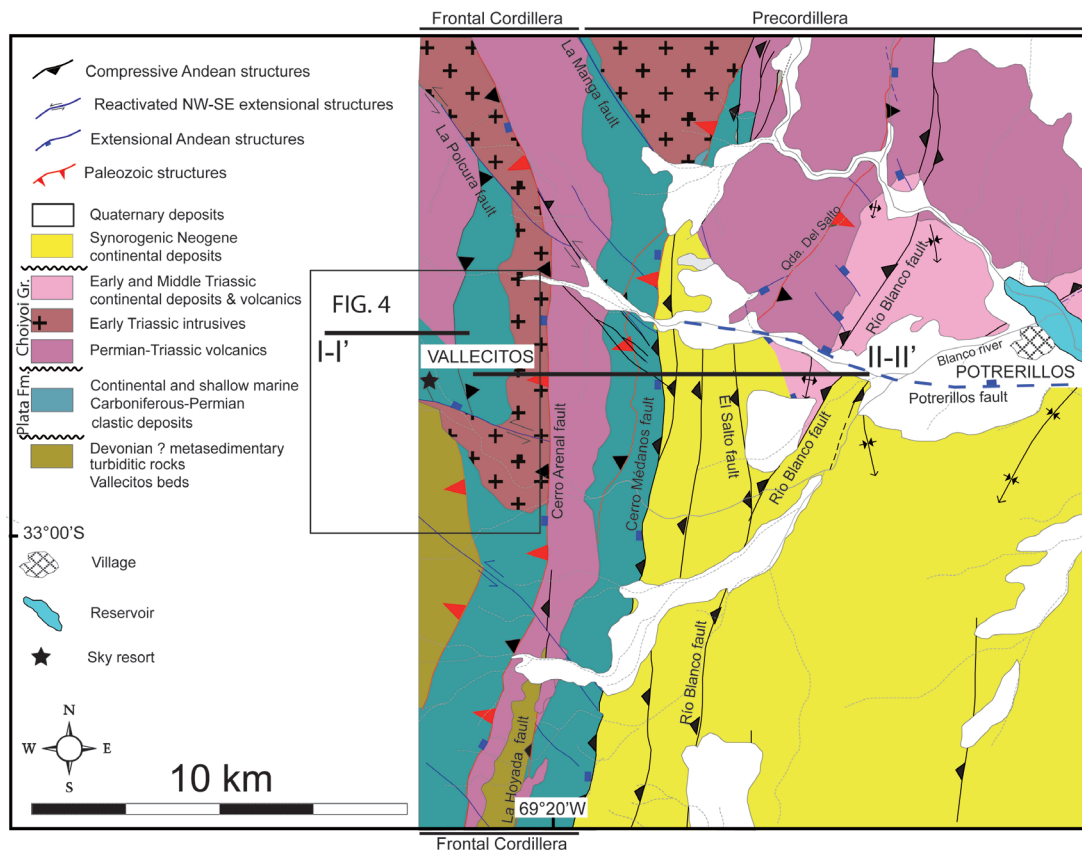 Frontal Cordillera
Precordillera
Compressive Andean structures
Reactivated NW-SE extensional structures
Extensional Andean structures
Paleozoic structures
Quaternary deposits
Synorogenic Neogene
continental deposits
Choiyoi Gr.
Early and Middle Triassic
continental deposits & volcanics
Early Triassic intrusives
Permian-Triassic volcanics
Plata Fm
Continental and shallow marine
Carboniferous-Permian
clastic deposits
Devonian ? metasedimentary
turbiditic rocks
Vallecitos beds
33°00'S
Village
Reservoir
Sky resort
N
W
E
S
10 km
La Manga fault
La Polcura fault
Qda. Del Salto
Río Blanco fault
FIG. 4
I-I'
VALLECITOS
II-II'
Blanco river
POTRERILLOS
Potrerillos fault
Cerro Arenal fault
Cerro Médanos fault
El Salto fault
Río Blanco fault
Río Blanco fault
La Hoyada fault
69°20'W
Frontal Cordillera